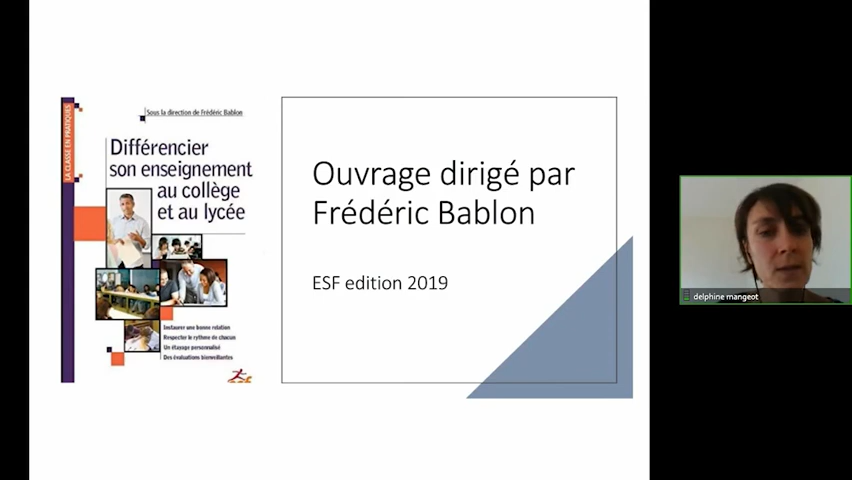 LA CLASSE EN PRATIQUES
Sous la direction de Frédéric Bablon
Différencier
son enseignement
au collège
et au lycée
Instaurer une bonne relation
Respecter le rythme de chacun
Un étayage personnalisé
Des évaluations bienveillantes
Ouvrage dirigé par
Frédéric Bablon
ESF edition 2019
delphine mangeot